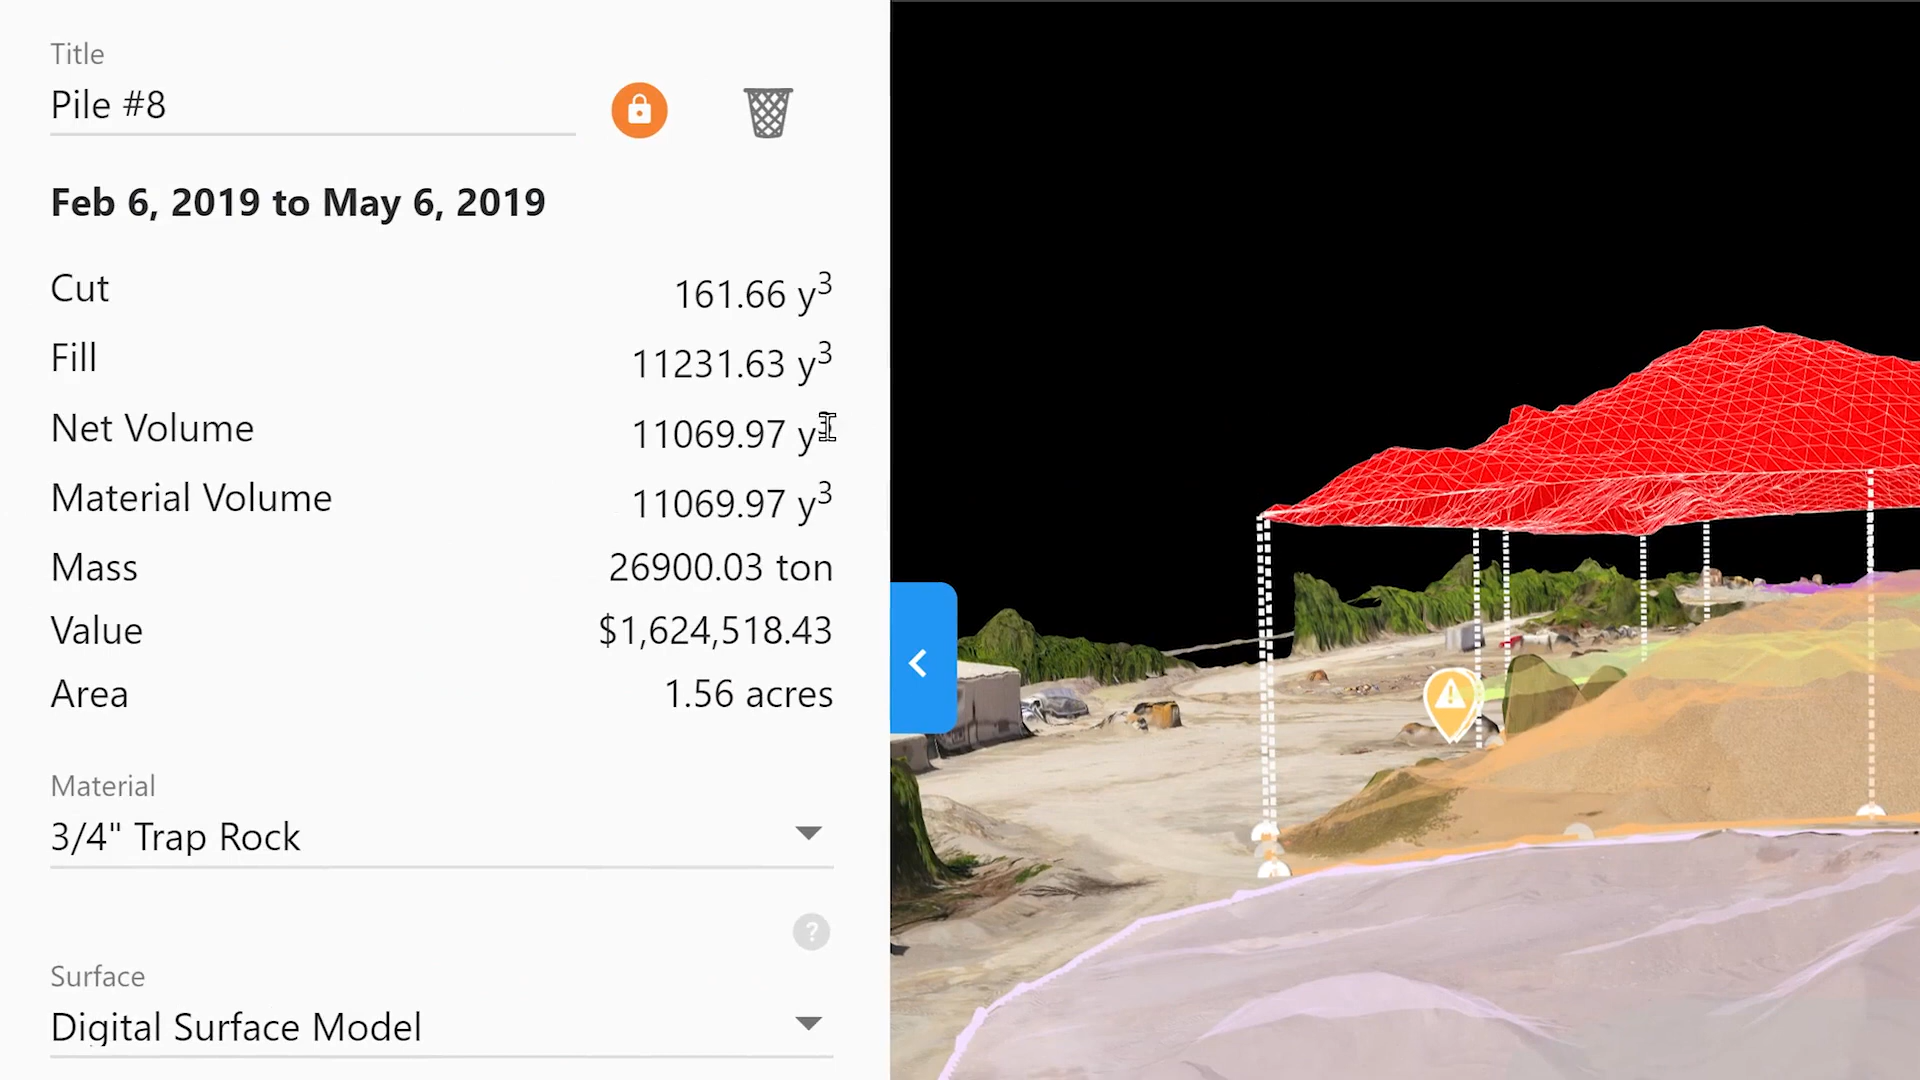 Title
Pile #8
Feb 6, 2019 to May 6, 2019
Cut 161.66 y³
Fill 11231.63 y³
Net Volume 11069.97 y³
Material Volume 11069.97 y³
Mass 26900.03 ton
Value $1,624,518.43
Area 1.56 acres
Material
3/4" Trap Rock
?
Surface
Digital Surface Model